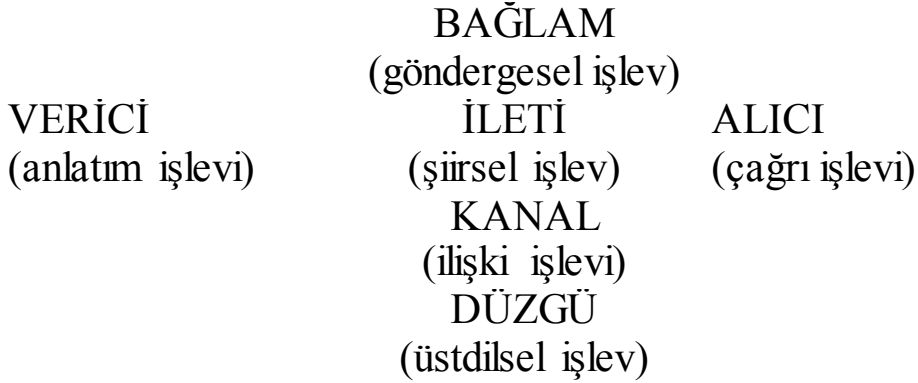 BAĞLAM
(göndergesel işlev)
VERİCİ İLETİ ALICI
(anlatım işlevi) (şiirsel işlev) (çağrı işlevi)
KANAL
(ilişki işlevi)
DÜZGÜ
(üstdilsel işlev)